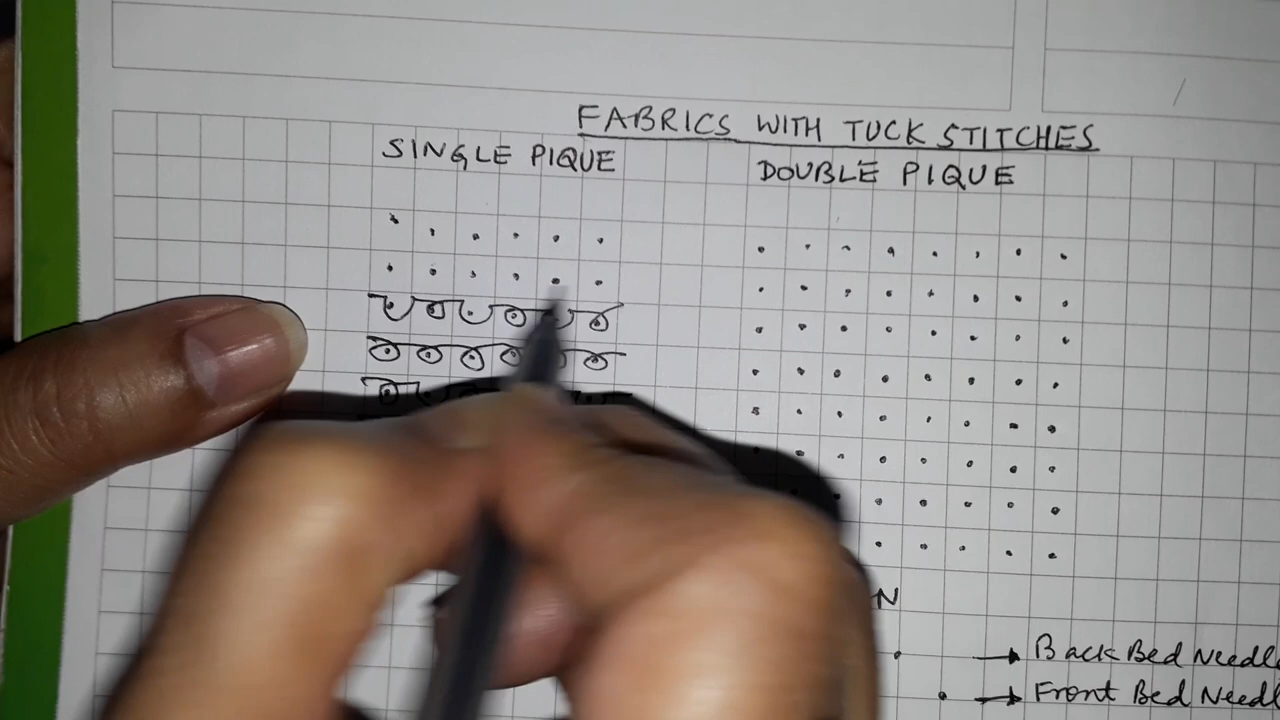 FABRICS WITH TUCK STITCHES
SINGLE PIQUE
DOUBLE PIQUE
N
Back Bed Needl
Front Bed Needl